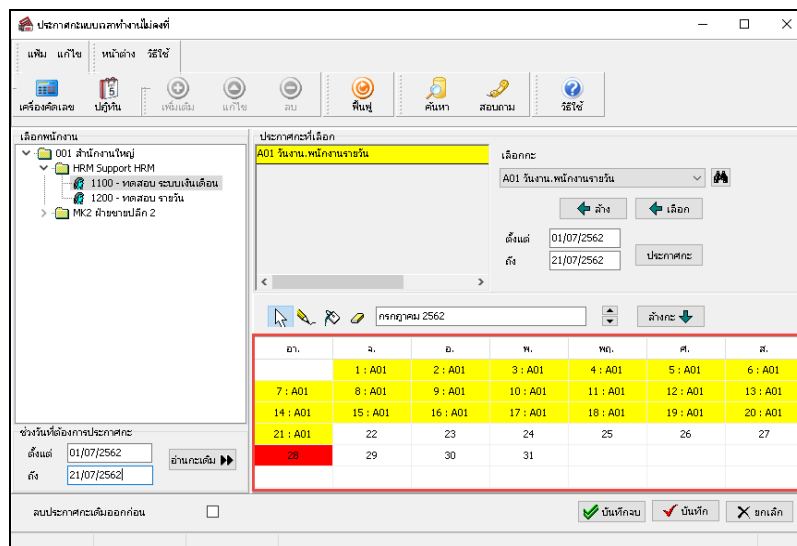 ประกาศกะแบบเวลาทำงานไม่คงที่
แฟ้ม แก้ไข หน้าต่าง วิธีใช้
เครื่องคิดเลข ปฎิทิน เพิ่มเติม แก้ไข ลบ ฟื้นฟู ค้นหา สอบถาม วิธีใช้
เลือกพนักงาน
001 สำนักงานใหญ่
HRM Support HRM
1100 - ทดสอบ ระบบเงินเดือน
1200 - ทดสอบ รายวัน
MK2 ฝ่ายขายปลีก 2
ช่วงวันที่ต้องการประกาศกะ
ตั้งแต่ 01/07/2562
ถึง 21/07/2562
อ่านกะเดิม
ประกาศกะที่เลือก
A01 วันงาน.พนักงานรายวัน
เลือกกะ
A01 วันงาน.พนักงานรายวัน
ล้าง เลือก
ตั้งแต่ 01/07/2562
ถึง 21/07/2562
ประกาศกะ
กรกฎาคม 2562 ล้างกะ
อา. จ. อ. พ. พฤ. ศ. ส.
1 : A01 2 : A01 3 : A01 4 : A01 5 : A01 6 : A01
7 : A01 8 : A01 9 : A01 10 : A01 11 : A01 12 : A01 13 : A01
14 : A01 15 : A01 16 : A01 17 : A01 18 : A01 19 : A01 20 : A01
21 : A01 22 23 24 25 26 27
28 29 30 31
ลบประกาศกะเดิมออกก่อน
บันทึกจบ บันทึก ยกเลิก